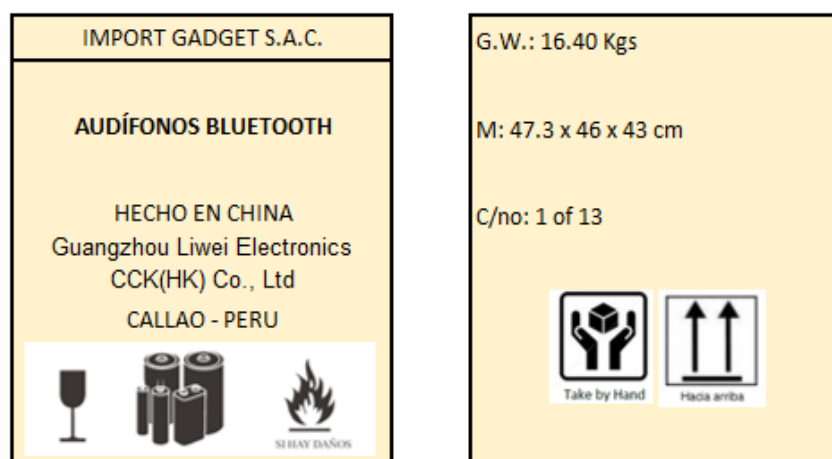 IMPORT GADGET S.A.C.
AUDÍFONOS BLUETOOTH
HECHO EN CHINA
Guangzhou Liwei Electronics
CCK(HK) Co., Ltd
CALLAO - PERU
SI HAY DAÑOS
G.W.: 16.40 Kgs
M: 47.3 x 46 x 43 cm
C/no: 1 of 13
Take by Hand
Hacia arriba